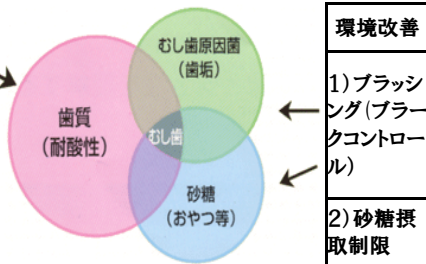 むし歯原因菌
(歯垢)
歯質
(耐酸性)
むし歯
砂糖
(おやつ等)
環境改善
1)ブラッシ
ング(ブラー
クコントロー
ル)
2)砂糖摂
取制限